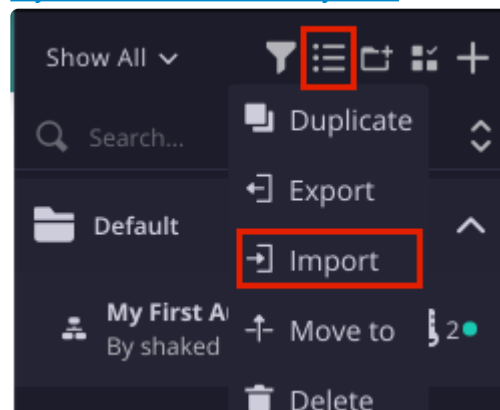 Show All
Duplicate
Search...
Export
Default
Import
My First A
By shaked
Move to
2
Delete